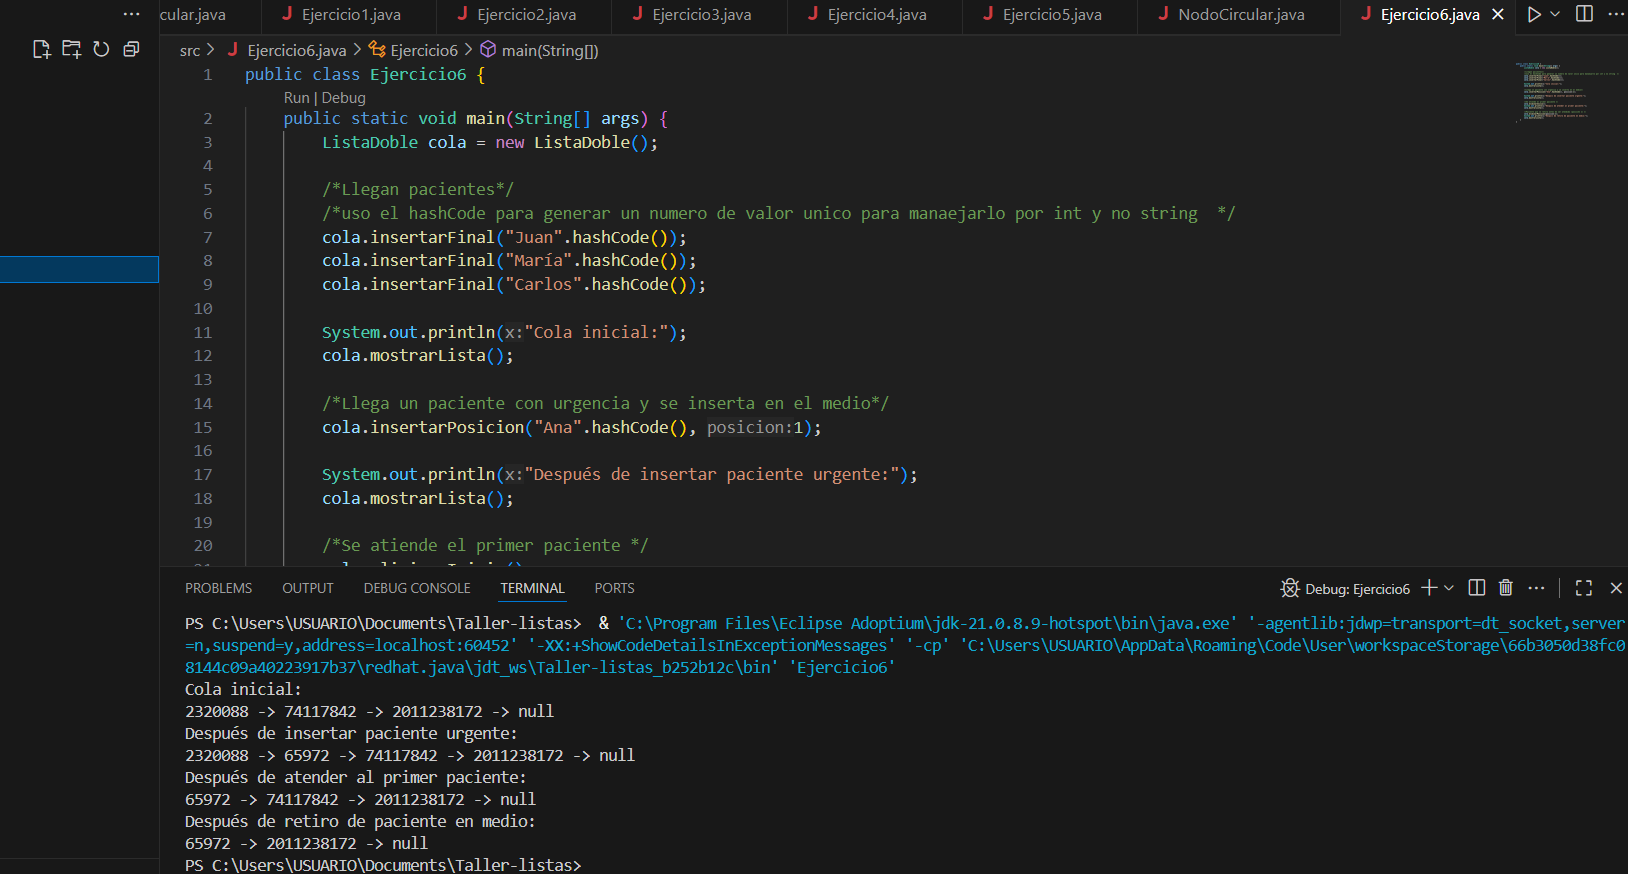 cular.java Ejercicio1.java Ejercicio2.java Ejercicio3.java Ejercicio4.java Ejercicio5.java NodoCircular.java Ejercicio6.java
src > Ejercicio6.java > Ejercicio6 > main(String[])
1 public class Ejercicio6 {
Run | Debug
2 public static void main(String[] args) {
3 ListaDoble cola = new ListaDoble();
4
5 /*Llegan pacientes*/
6 /*uso el hashCode para generar un numero de valor unico para manaejarlo por int y no string  */
7 cola.insertarFinal("Juan".hashCode());
8 cola.insertarFinal("María".hashCode());
9 cola.insertarFinal("Carlos".hashCode());
10
11 System.out.println(x:"Cola inicial:");
12 cola.mostrarLista();
13
14 /*Llega un paciente con urgencia y se inserta en el medio*/
15 cola.insertarPosicion("Ana".hashCode(), posicion:1);
16
17 System.out.println(x:"Después de insertar paciente urgente:");
18 cola.mostrarLista();
19
20 /*Se atiende el primer paciente */
PROBLEMS OUTPUT DEBUG CONSOLE TERMINAL PORTS Debug: Ejercicio6
PS C:\Users\USUARIO\Documents\Taller-listas>  & 'C:\Program Files\Eclipse Adoptium\jdk-21.0.8.9-hotspot\bin\java.exe' '-agentlib:jdwp=transport=dt_socket,server
=n,suspend=y,address=localhost:60452' '-XX:+ShowCodeDetailsInExceptionMessages' '-cp' 'C:\Users\USUARIO\AppData\Roaming\Code\User\workspaceStorage\66b3050d38fc0
8144c09a40223917b37\redhat.java\jdt_ws\Taller-listas_b252b12c\bin' 'Ejercicio6'
Cola inicial:
2320088 -> 74117842 -> 2011238172 -> null
Después de insertar paciente urgente:
2320088 -> 65972 -> 74117842 -> 2011238172 -> null
Después de atender al primer paciente:
65972 -> 74117842 -> 2011238172 -> null
Después de retiro de paciente en medio:
65972 -> 2011238172 -> null
PS C:\Users\USUARIO\Documents\Taller-listas>